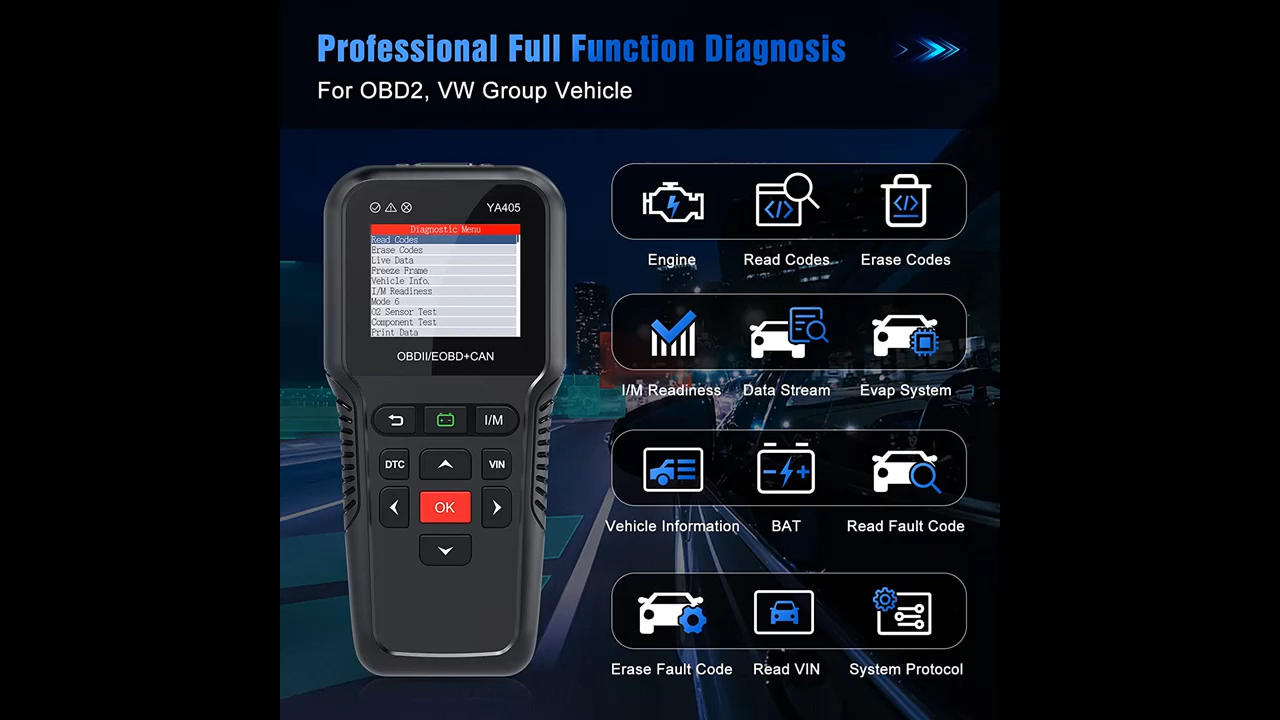 Professional Full Function Diagnosis
For OBD2, VW Group Vehicle
YA405
Diagnostic Menu
Read Codes
Erase Codes
Live Data
Freeze Frame
Vehicle Info.
I/M Readiness
Mode 6
O2 Sensor Test
Component Test
Print Data
OBDII/EOBD+CAN
I/M
DTC
VIN
OK
Engine Read Codes Erase Codes
I/M Readiness Data Stream Evap System
Vehicle Information BAT Read Fault Code
Erase Fault Code Read VIN System Protocol